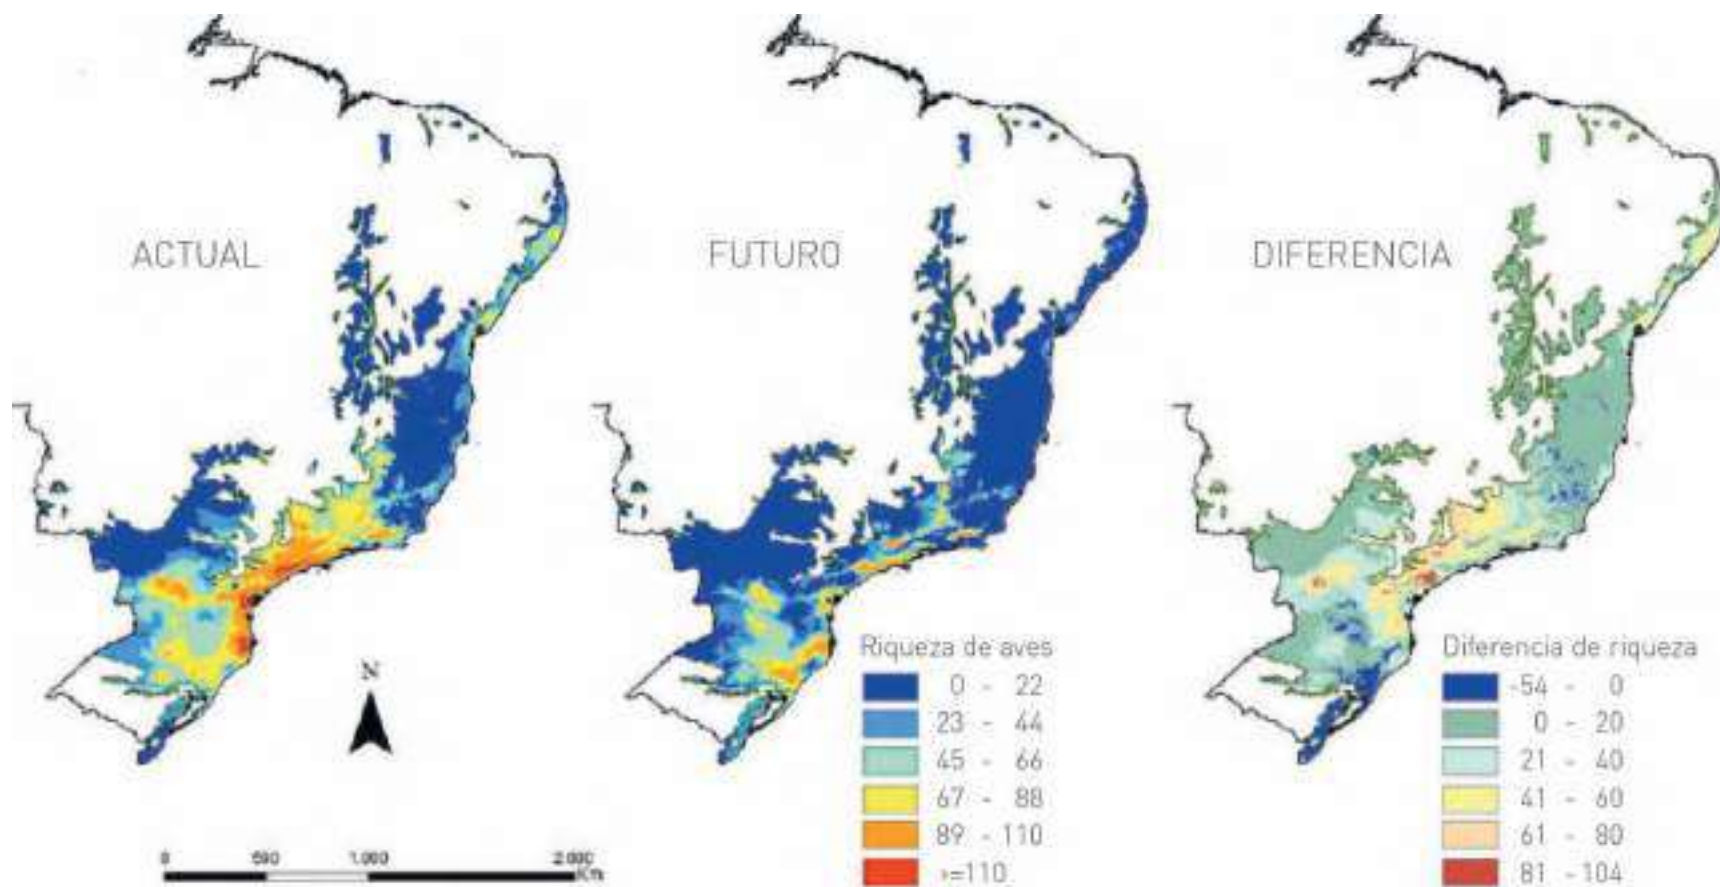 ACTUAL
FUTURO
DIFERENCIA
N
Riqueza de aves
0 - 22
23 - 44
45 - 66
67 - 88
89 - 110
>=110
Diferencia de riqueza
-54 - 0
0 - 20
21 - 40
41 - 60
61 - 80
81 - 104
0 500 1.000 2.000
Km